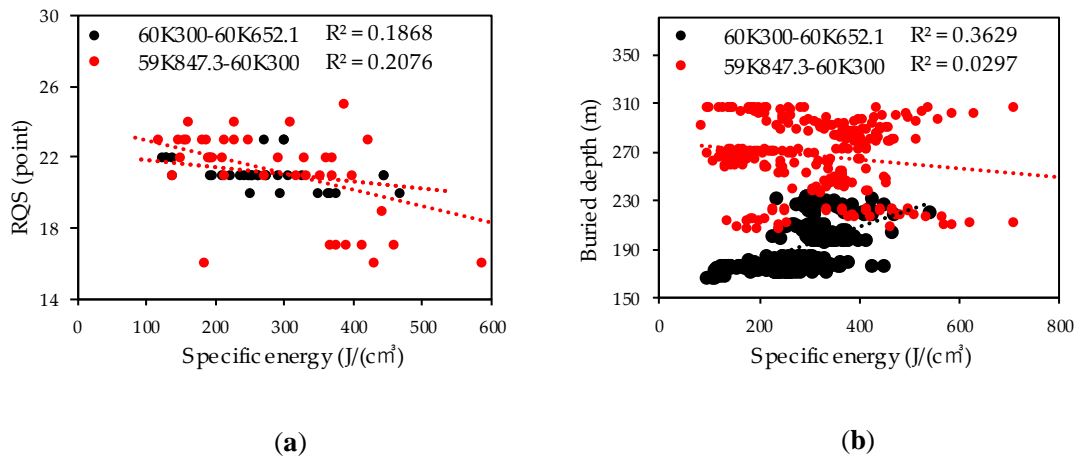 30
26
22
18
14
RQS (point)
60K300-60K652.1 R² = 0.1868
59K847.3-60K300 R² = 0.2076
0 100 200 300 400 500 600
Specific energy (J/(cm³)
(a)
350
310
270
230
190
150
Buried depth (m)
60K300-60K652.1 R² = 0.3629
59K847.3-60K300 R² = 0.0297
0 200 400 600 800
Specific energy (J/(cm³)
(b)